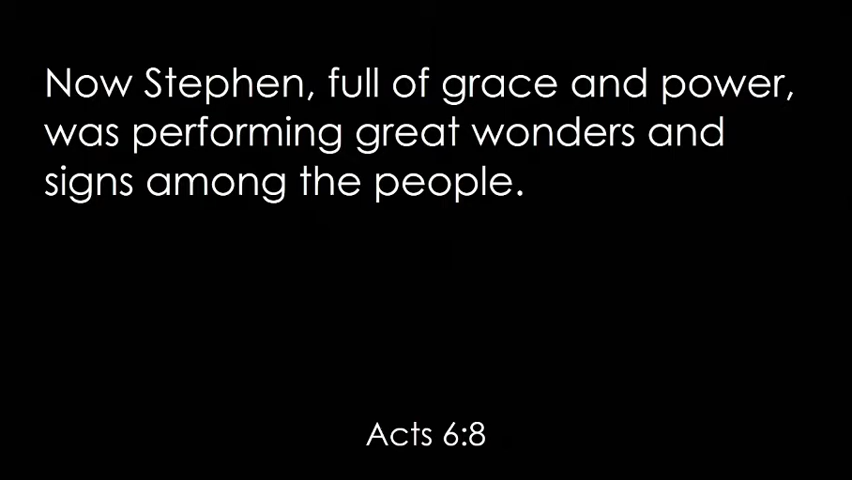 Now Stephen, full of grace and power,
was performing great wonders and
signs among the people.
Acts 6:8